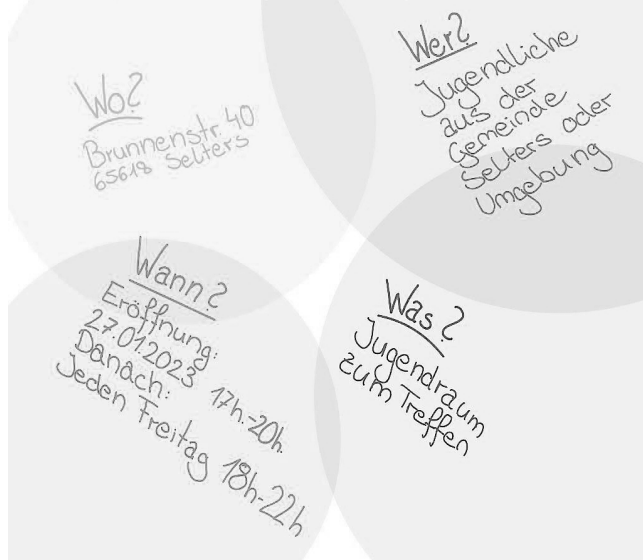 Wo?
Brunnenstr. 40
65618 Selters
Wer?
Jugendliche
aus der
Gemeinde
Selters oder
Umgebung
Wann?
Eröffnung:
27.01.2023 17h-20h.
Danach:
Jeden Freitag 18h-22h
Was?
Jugendraum
zum Treffen